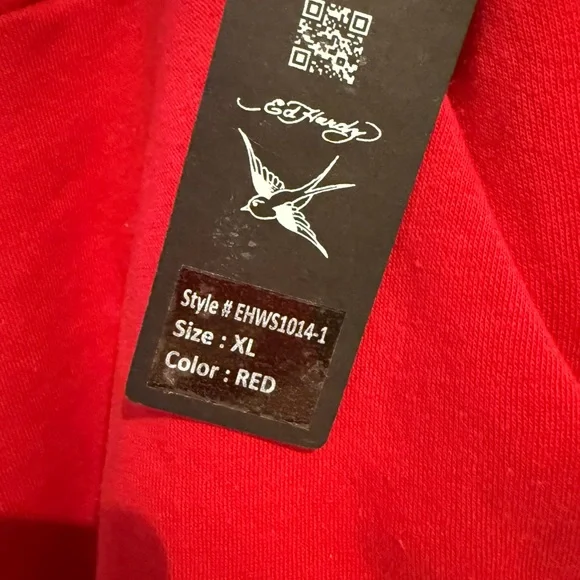 Ed Hardy
Style # EHWS1014-1
Size : XL
Color : RED